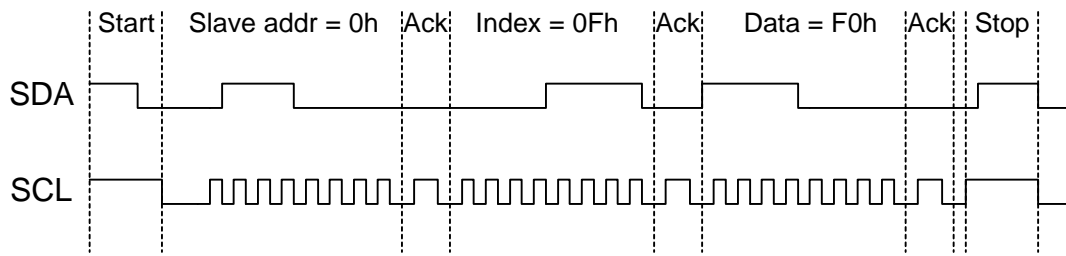 Start Slave addr = 0h Ack Index = 0Fh Ack Data = F0h Ack Stop
SDA
SCL